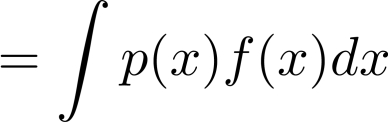 = ∫ p(x)f(x)dx